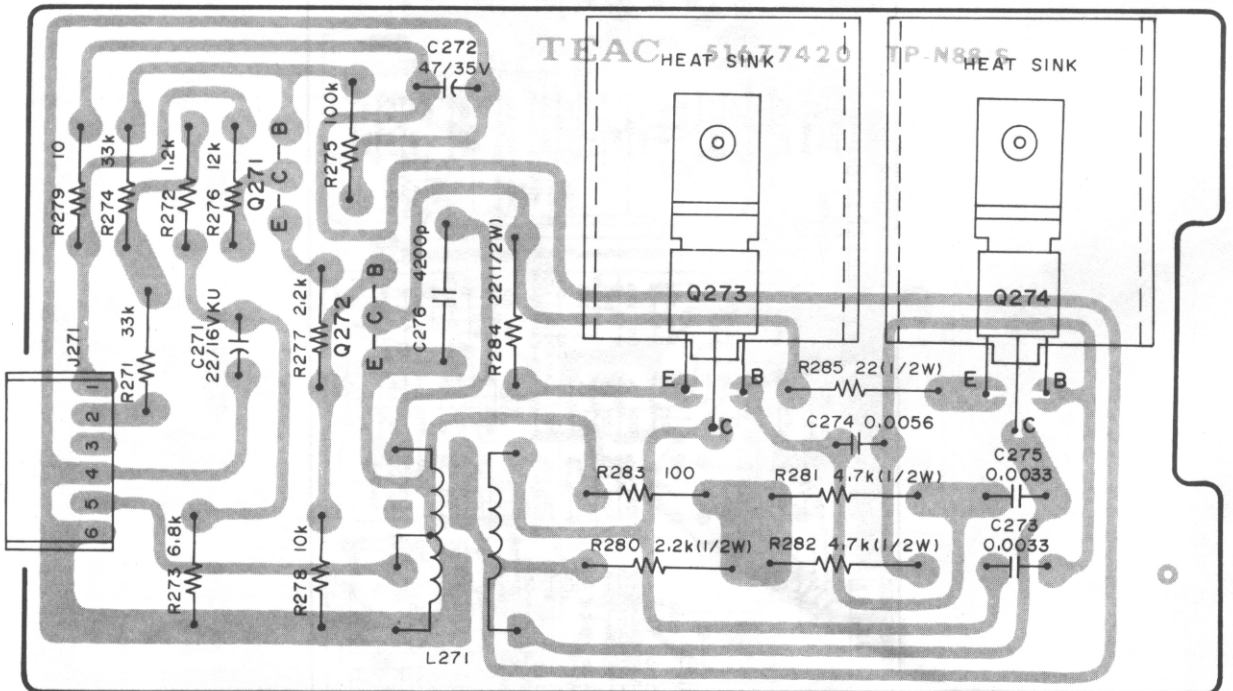 TEAC 51677420 TP-N88-S
HEAT SINK
HEAT SINK
C272
47/35V
R279 10
R274 33k
R272 1.2k
R276 12k
Q271
B
C
E
R275 100k
R277 2.2k
Q272
B
C
E
C276 4200p
R284 22(1/2W)
Q273
E
B
C
Q274
E
B
C
R285 22(1/2W)
C274 0.0056
J271
1
2
3
4
5
6
R271 33k
C271
22/16VKU
R283 100
R281 4.7k(1/2W)
C275
0.0033
R273 6.8k
R278 10k
R280 2.2k(1/2W)
R282 4.7k(1/2W)
C273
0.0033
L271